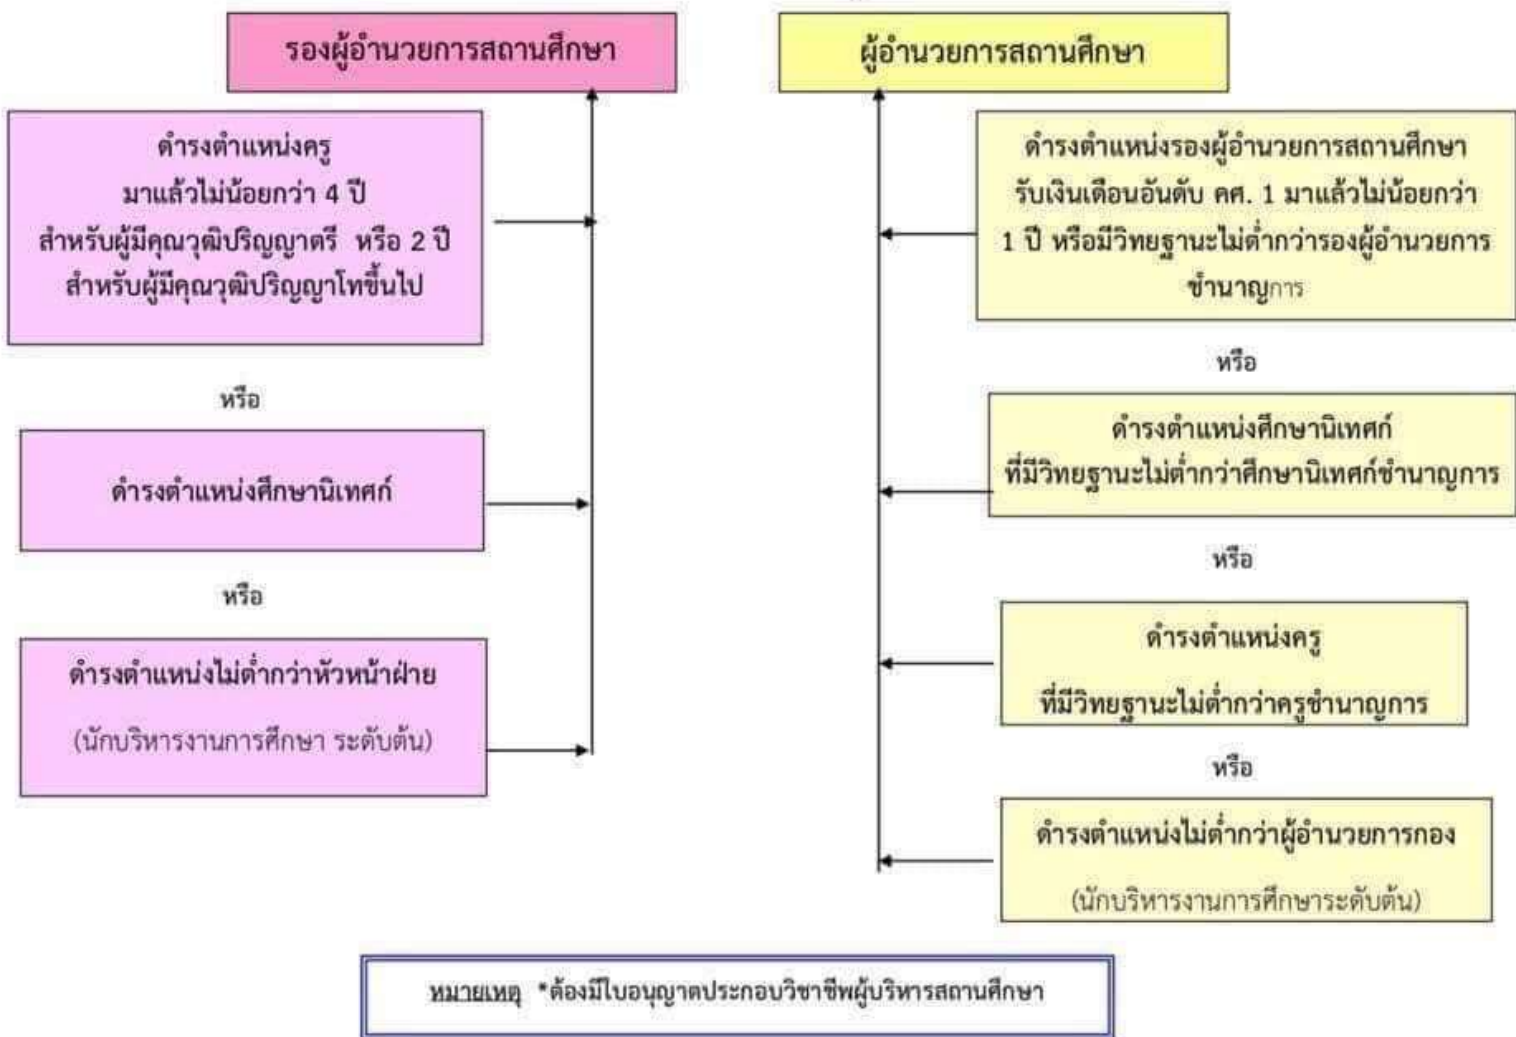 รองผู้อำนวยการสถานศึกษา
ดำรงตำแหน่งครู
มาแล้วไม่น้อยกว่า 4 ปี
สำหรับผู้มีคุณวุฒิปริญญาตรี หรือ 2 ปี
สำหรับผู้มีคุณวุฒิปริญญาโทขึ้นไป
หรือ
ดำรงตำแหน่งศึกษานิเทศก์
หรือ
ดำรงตำแหน่งไม่ต่ำกว่าหัวหน้าฝ่าย
(นักบริหารงานการศึกษา ระดับต้น)
ผู้อำนวยการสถานศึกษา
ดำรงตำแหน่งรองผู้อำนวยการสถานศึกษา
รับเงินเดือนอันดับ คศ. 1 มาแล้วไม่น้อยกว่า
1 ปี หรือมีวิทยฐานะไม่ต่ำกว่ารองผู้อำนวยการ
ชำนาญการ
หรือ
ดำรงตำแหน่งศึกษานิเทศก์
ที่มีวิทยฐานะไม่ต่ำกว่าศึกษานิเทศก์ชำนาญการ
หรือ
ดำรงตำแหน่งครู
ที่มีวิทยฐานะไม่ต่ำกว่าครูชำนาญการ
หรือ
ดำรงตำแหน่งไม่ต่ำกว่าผู้อำนวยการกอง
(นักบริหารงานการศึกษาระดับต้น)
หมายเหตุ *ต้องมีใบอนุญาตประกอบวิชาชีพผู้บริหารสถานศึกษา